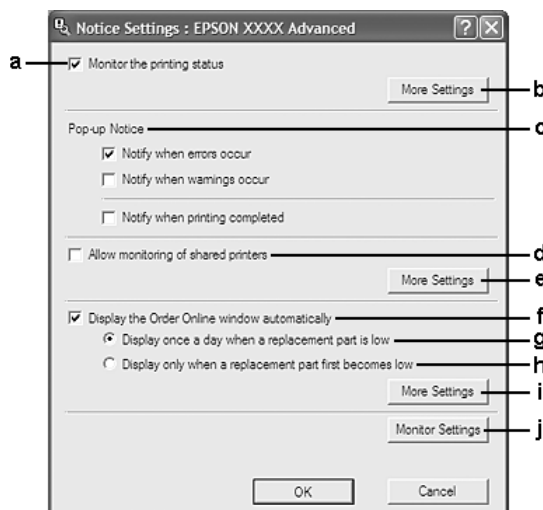 Notice Settings : EPSON XXXX Advanced
a
Monitor the printing status
More Settings
b
Pop-up Notice
c
Notify when errors occur
Notify when warnings occur
Notify when printing completed
Allow monitoring of shared printers
d
More Settings
e
Display the Order Online window automatically
f
Display once a day when a replacement part is low
g
Display only when a replacement part first becomes low
h
More Settings
i
Monitor Settings
j
OK
Cancel